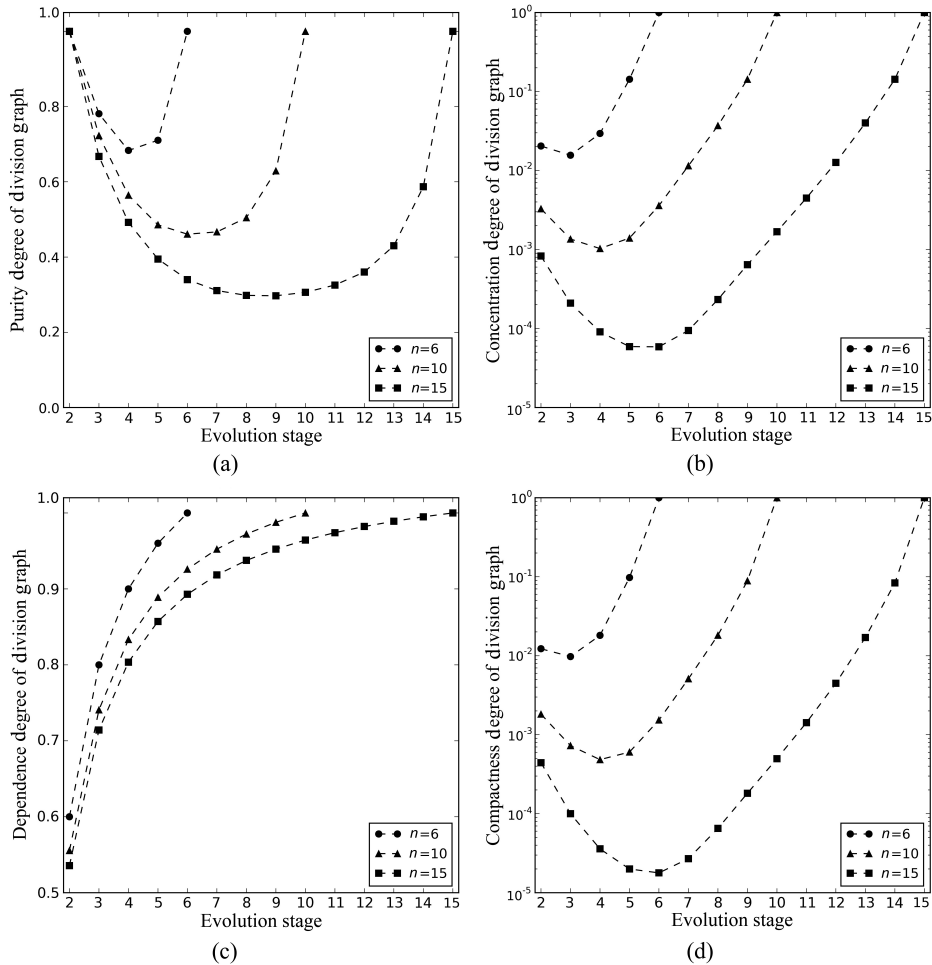 1.0
0.8
0.6
0.4
0.2
0.0
Purity degree of division graph
2 3 4 5 6 7 8 9 10 11 12 13 14 15
Evolution stage
n=6
n=10
n=15
(a)
10^0
10^-1
10^-2
10^-3
10^-4
10^-5
Concentration degree of division graph
2 3 4 5 6 7 8 9 10 11 12 13 14 15
Evolution stage
n=6
n=10
n=15
(b)
1.0
0.9
0.8
0.7
0.6
0.5
Dependence degree of division graph
2 3 4 5 6 7 8 9 10 11 12 13 14 15
Evolution stage
n=6
n=10
n=15
(c)
10^0
10^-1
10^-2
10^-3
10^-4
10^-5
Compactness degree of division graph
2 3 4 5 6 7 8 9 10 11 12 13 14 15
Evolution stage
n=6
n=10
n=15
(d)